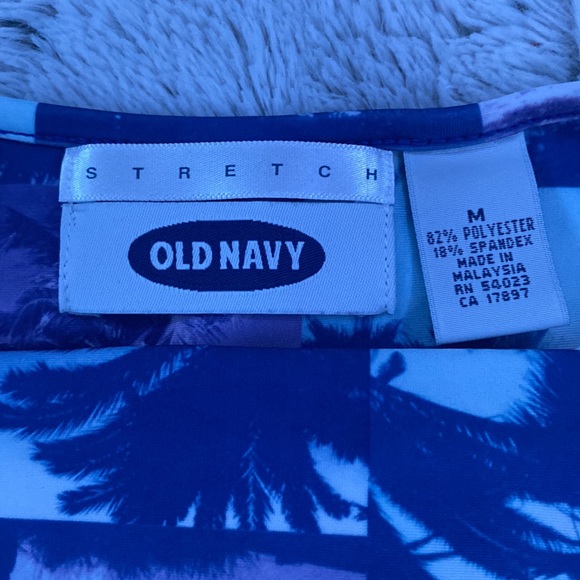 STRETCH
OLD NAVY
M
82% POLYESTER
18% SPANDEX
MADE IN
MALAYSIA
RN 54023
CA 17897